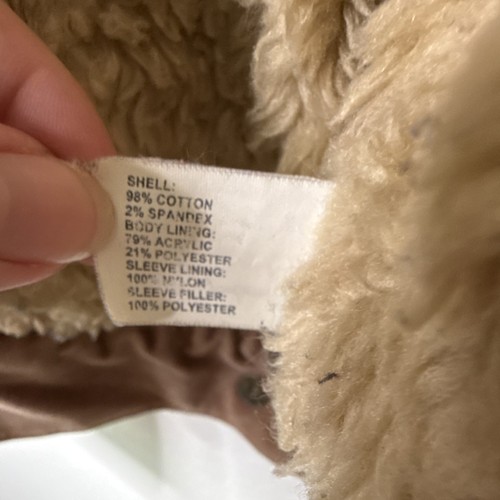 SHELL:
98% COTTON
2% SPANDEX
BODY LINING:
79% ACRYLIC
21% POLYESTER
SLEEVE LINING:
100% NYLON
SLEEVE FILLER:
100% POLYESTER